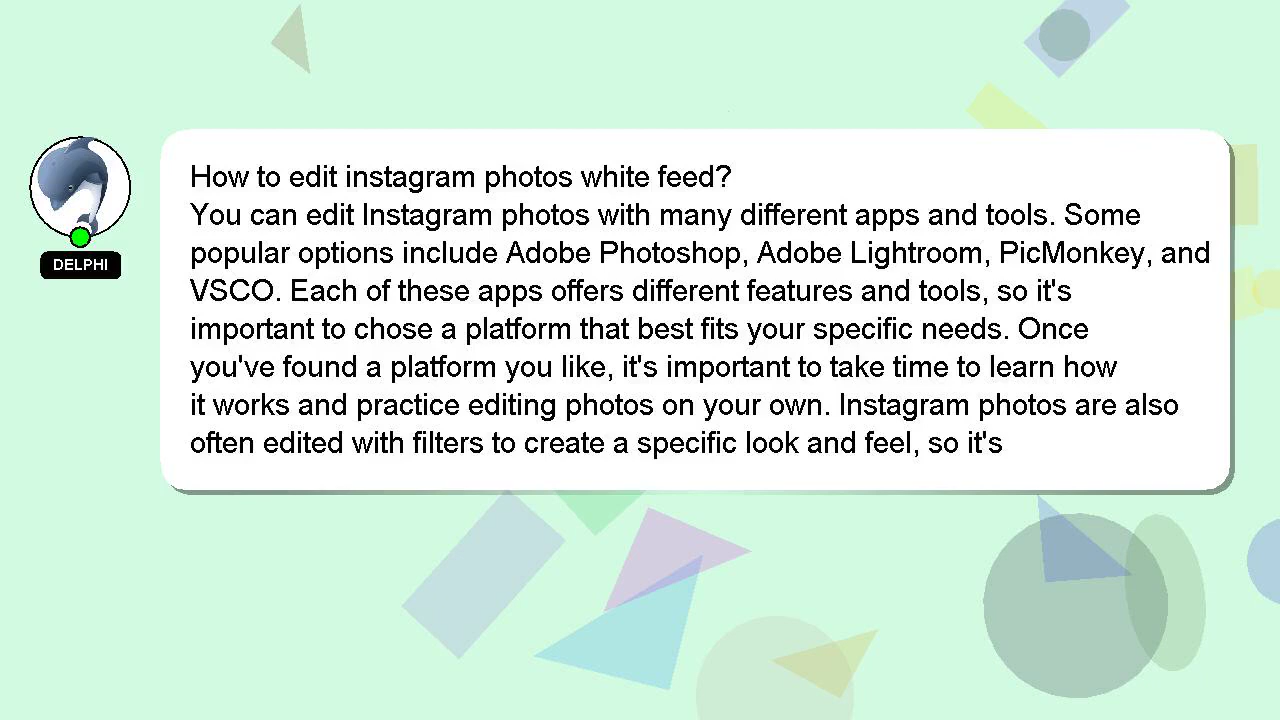 DELPHI
How to edit instagram photos white feed?
You can edit Instagram photos with many different apps and tools. Some
popular options include Adobe Photoshop, Adobe Lightroom, PicMonkey, and
VSCO. Each of these apps offers different features and tools, so it's
important to chose a platform that best fits your specific needs. Once
you've found a platform you like, it's important to take time to learn how
it works and practice editing photos on your own. Instagram photos are also
often edited with filters to create a specific look and feel, so it's